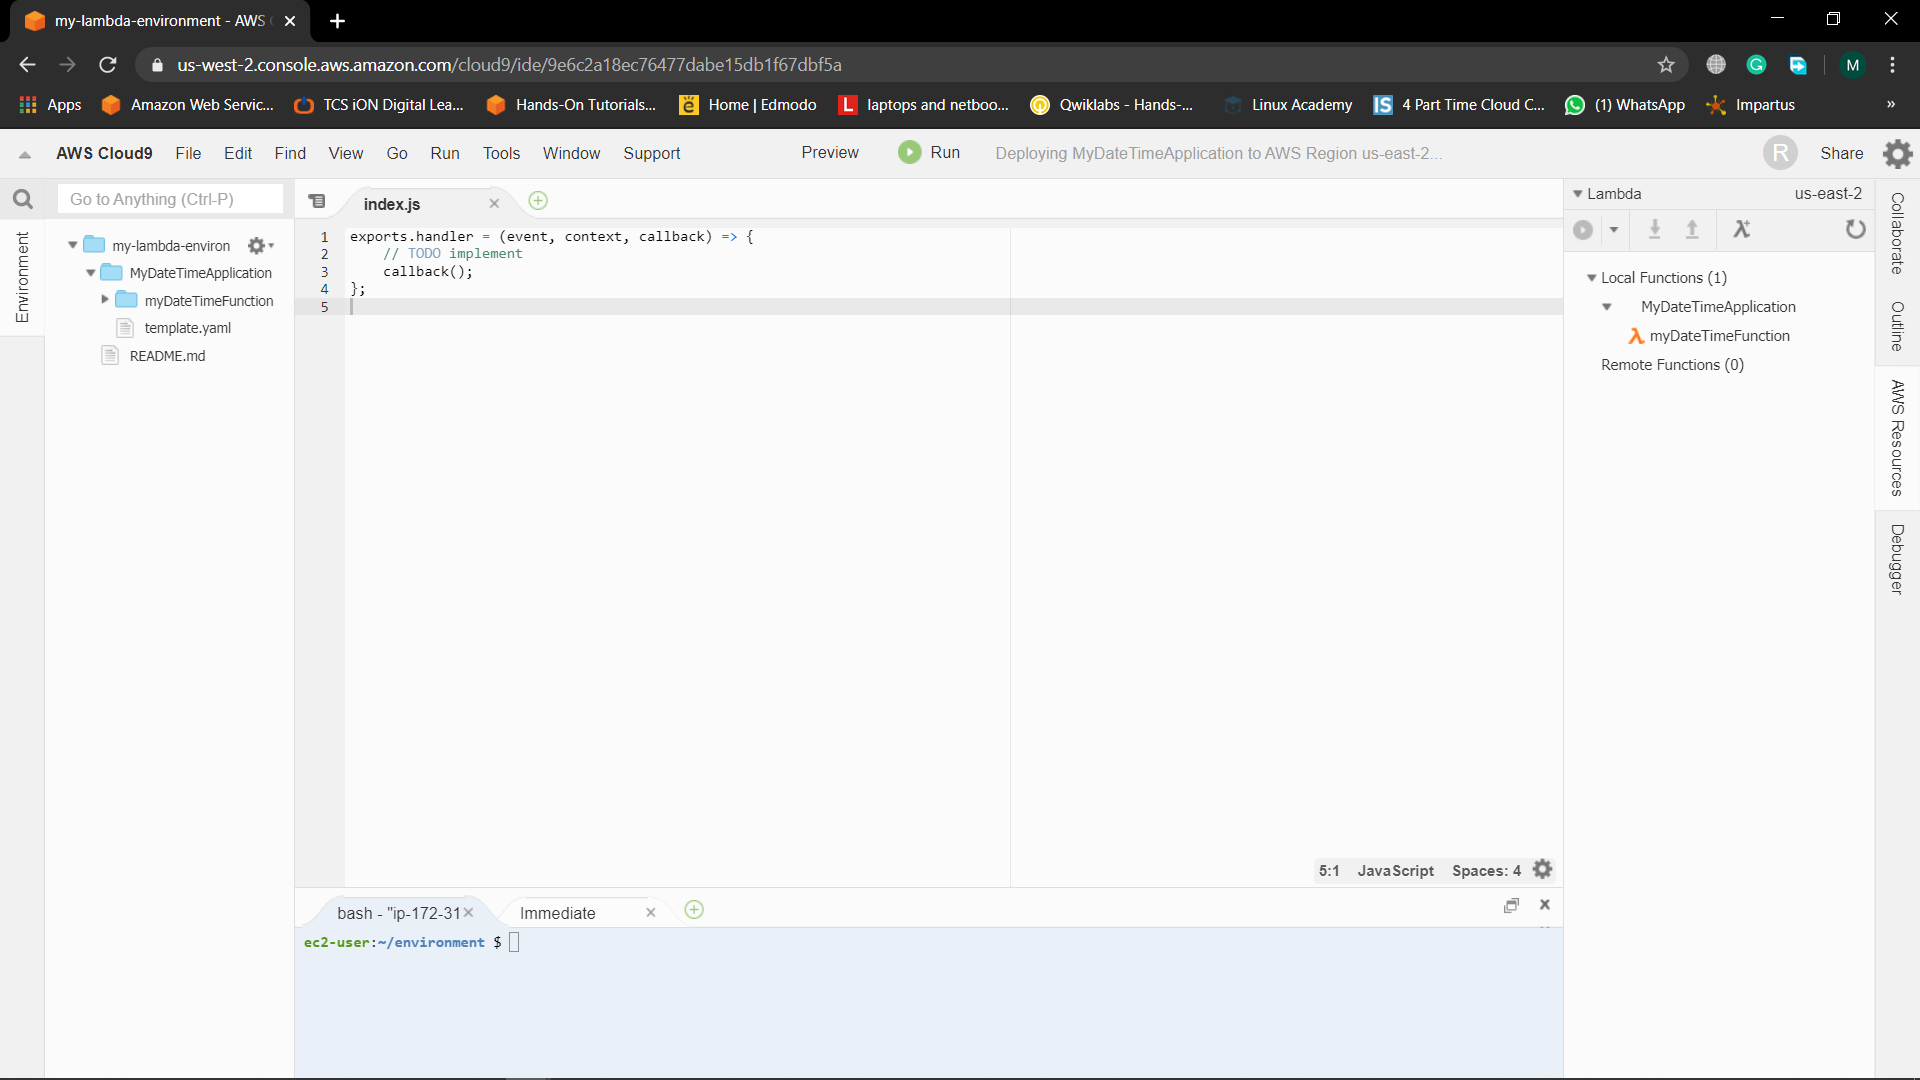 my-lambda-environment - AWS
us-west-2.console.aws.amazon.com/cloud9/ide/9e6c2a18ec76477dabe15db1f67dbf5a
M
Apps
Amazon Web Servic...
TCS iON Digital Lea...
Hands-On Tutorials...
Home | Edmodo
L laptops and netboo...
Qwiklabs - Hands-...
Linux Academy
IS 4 Part Time Cloud C...
(1) WhatsApp
Impartus
»
AWS Cloud9 File Edit Find View Go Run Tools Window Support
Preview Run
Deploying MyDateTimeApplication to AWS Region us-east-2...
R Share
Go to Anything (Ctrl-P)
Environment
my-lambda-environ
MyDateTimeApplication
myDateTimeFunction
template.yaml
README.md
index.js
1 exports.handler = (event, context, callback) => {
2 // TODO implement
3 callback();
4 };
5
5:1 JavaScript Spaces: 4
bash - "ip-172-31
Immediate
ec2-user:~/environment $
Lambda us-east-2
Local Functions (1)
MyDateTimeApplication
myDateTimeFunction
Remote Functions (0)
Collaborate
Outline
AWS Resources
Debugger